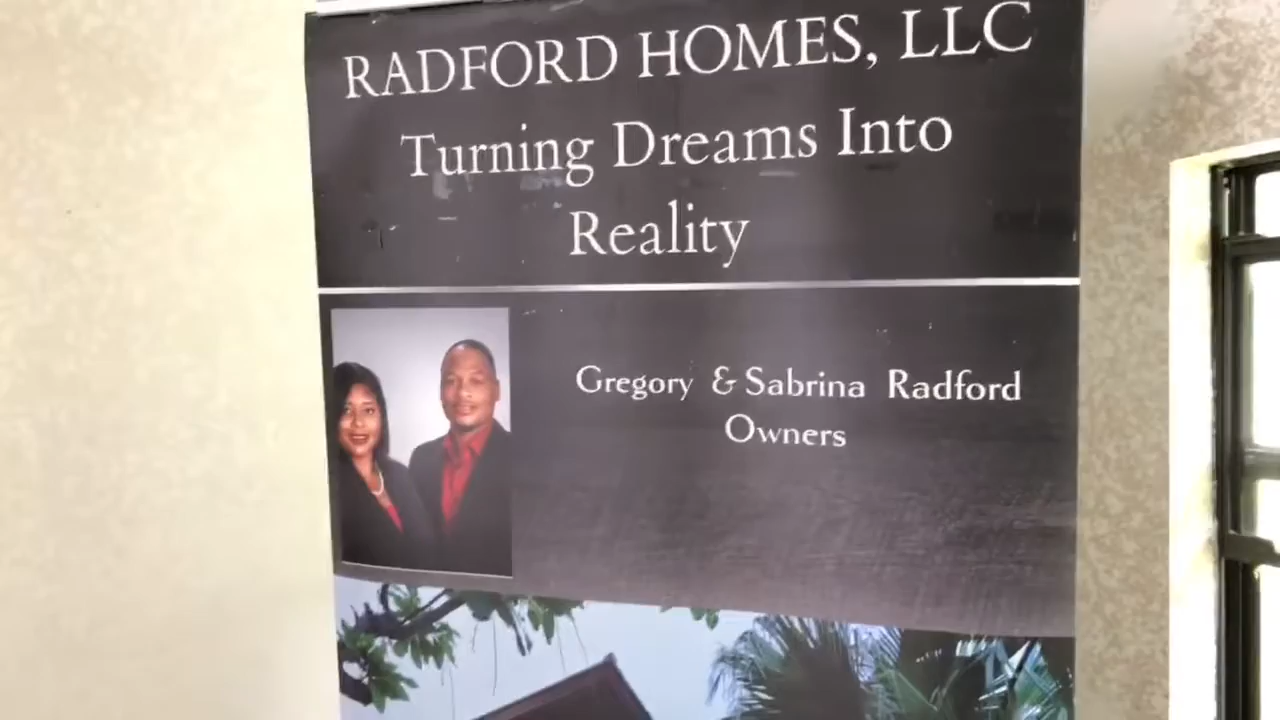 RADFORD HOMES, LLC
Turning Dreams Into
Reality
Gregory & Sabrina Radford
Owners